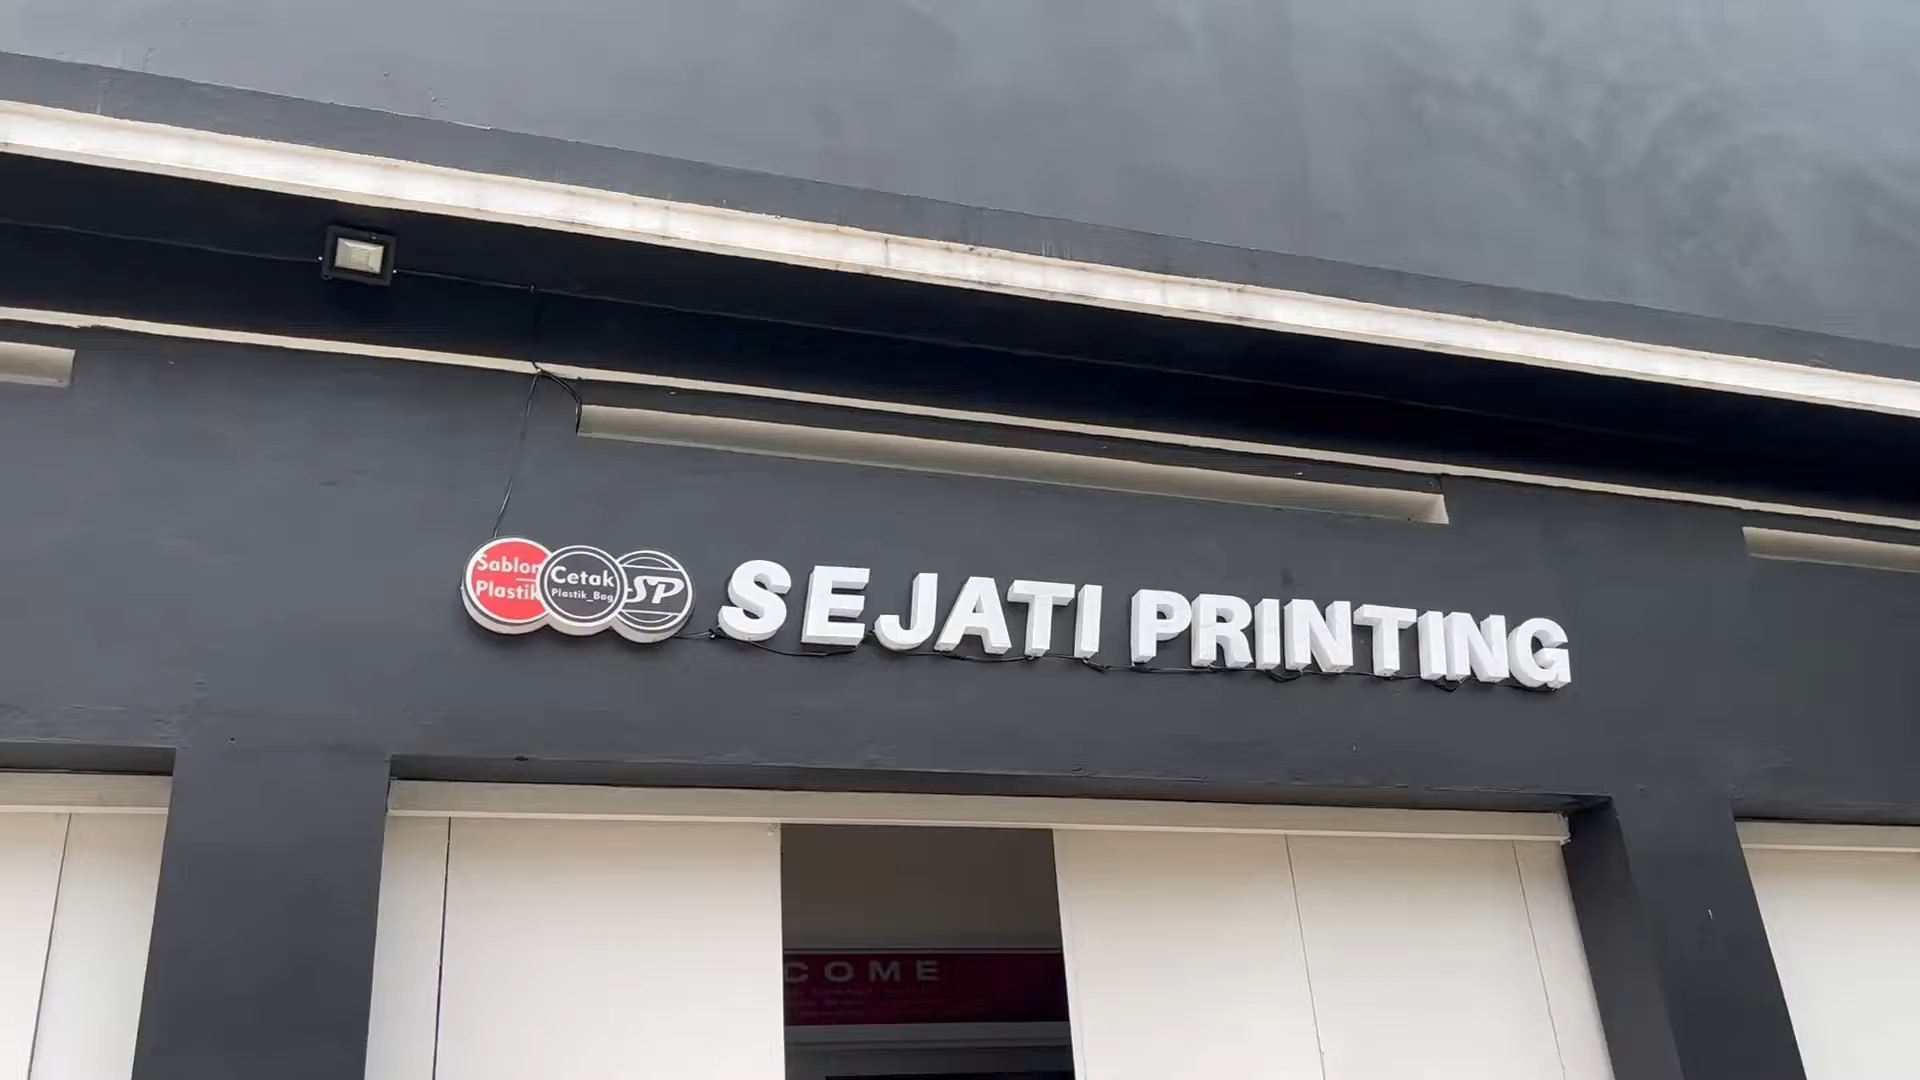 Sablon
Plastik
Cetak
Plastik_Bag
SP
SEJATI PRINTING
COME